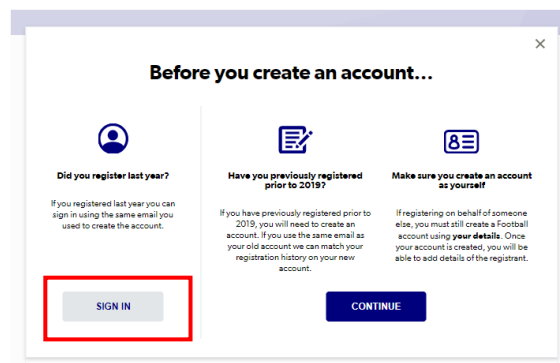 Before you create an account...
Did you register last year?
If you registered last year you can
sign in using the same email you
used to create the account.
SIGN IN
Have you previously registered
prior to 2019?
If you have previously registered prior to
2019, you will need to create an
account. If you use the same email as
your old account we can match your
registration history on your new
account.
Make sure you create an account
as yourself
If registering on behalf of someone
else, you must still create a Football
account using your details. Once
your account is created, you will be
able to add details of the registrant.
CONTINUE